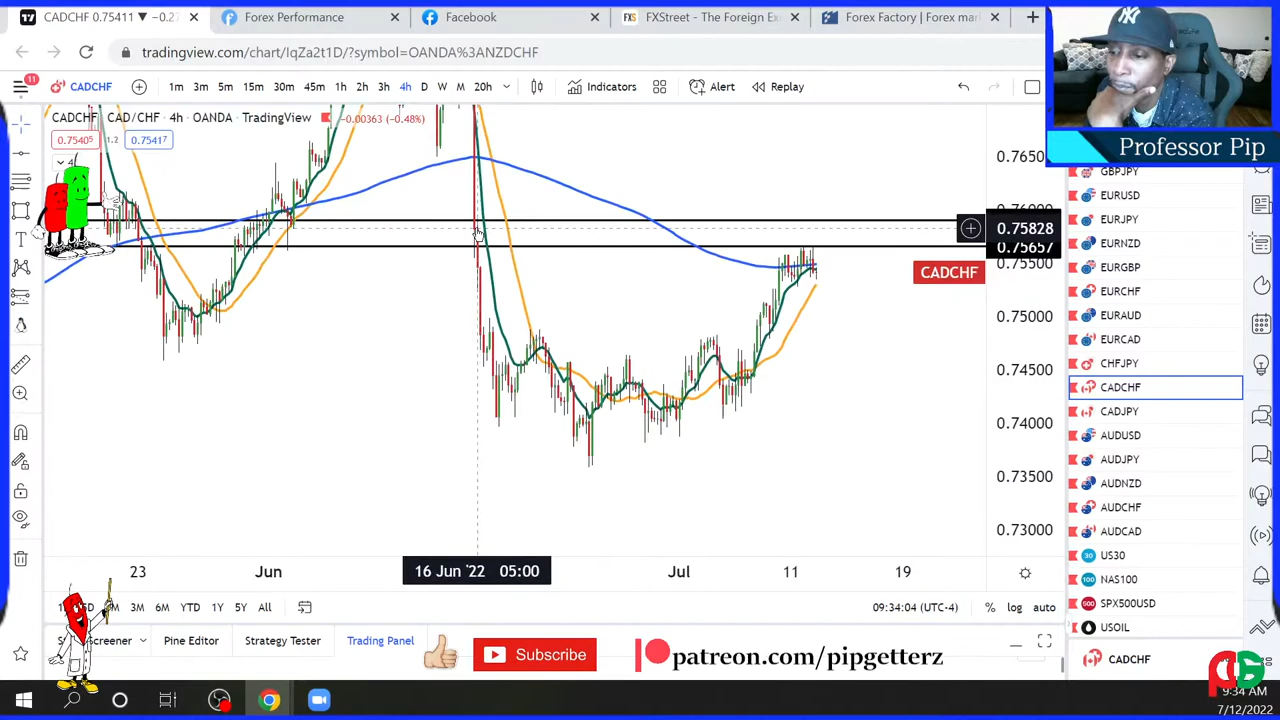 CADCHF 0.75411 ▼ −0.2
Forex Performance
Facebook
FXStreet - The Foreign Ex
Forex Factory | Forex mar
tradingview.com/chart/IqZa2t1D/?symbol=OANDA%3ANZDCHF
11
CADCHF
1m 3m 5m 15m 30m 45m 1h 2h 3h 4h D W M 20h
Indicators
Alert
Replay
CADCHF CAD/CHF · 4h · OANDA · TradingView
−0.00363 (−0.48%)
0.75405
1.2
0.75417
4
Professor Pip
0.76500
0.76000
0.75828
0.75657
0.75500
0.75000
0.74500
0.74000
0.73500
0.73000
CADCHF
GBPJPY
EURUSD
EURJPY
EURNZD
EURGBP
EURCHF
EURAUD
EURCAD
CHFJPY
CADCHF
CADJPY
AUDUSD
AUDJPY
AUDNZD
AUDCHF
AUDCAD
US30
NAS100
SPX500USD
USOIL
CADCHF
23
Jun
16 Jun '22 05:00
Jul
11
19
3M 6M YTD 1Y 5Y All
09:34:04 (UTC-4)
% log auto
Screener
Pine Editor
Strategy Tester
Trading Panel
Subscribe
patreon.com/pipgetterz
9:34 AM
7/12/2022